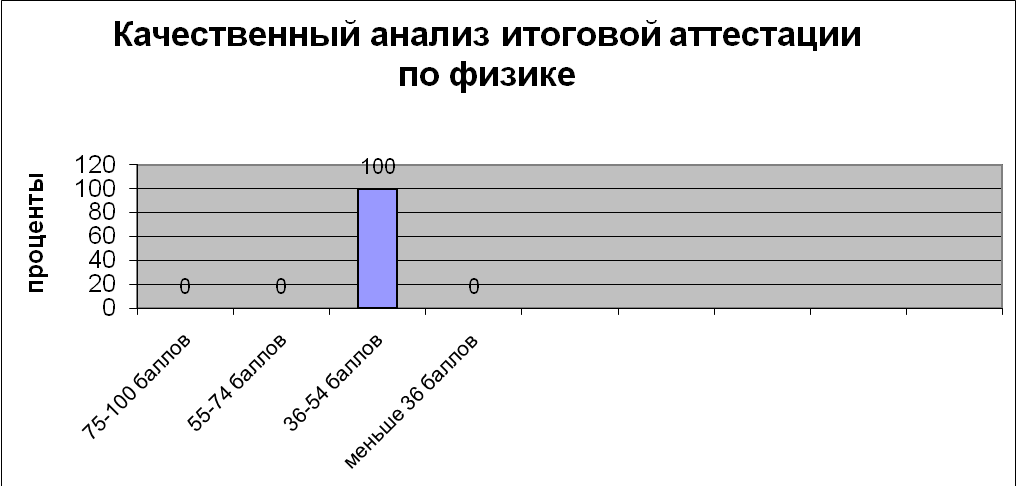 Качественный анализ итоговой аттестации
по физике
проценты
120
100
80
60
40
20
0
0
0
100
0
75-100 баллов
55-74 баллов
36-54 баллов
меньше 36 баллов